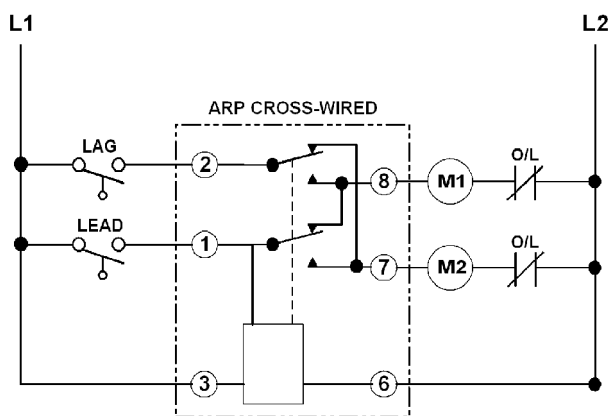 L1
L2
ARP CROSS-WIRED
LAG
2
8
M1
O/L
LEAD
1
7
M2
O/L
3
6